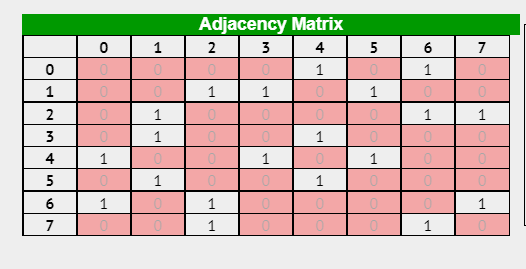 Adjacency Matrix
0 1 2 3 4 5 6 7
0 0 0 0 0 1 0 1 0
1 0 0 1 1 0 1 0 0
2 0 1 0 0 0 0 1 1
3 0 1 0 0 1 0 0 0
4 1 0 0 1 0 1 0 0
5 0 1 0 0 1 0 0 0
6 1 0 1 0 0 0 0 1
7 0 0 1 0 0 0 1 0